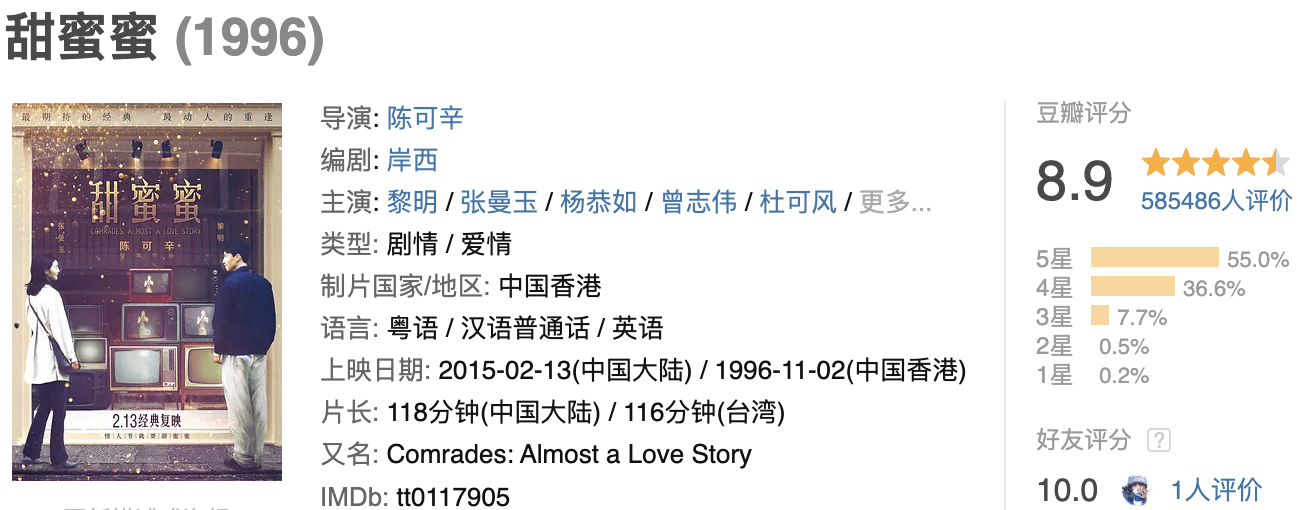 甜蜜蜜 (1996)
最期待的经典 最动人的重逢
甜蜜蜜
COMRADES ALMOST A LOVE STORY
张曼玉
黎明
陈可辛
2.13经典复映
情人节就要甜蜜蜜
导演: 陈可辛
编剧: 岸西
主演: 黎明 / 张曼玉 / 杨恭如 / 曾志伟 / 杜可风 / 更多...
类型: 剧情 / 爱情
制片国家/地区: 中国香港
语言: 粤语 / 汉语普通话 / 英语
上映日期: 2015-02-13(中国大陆) / 1996-11-02(中国香港)
片长: 118分钟(中国大陆) / 116分钟(台湾)
又名: Comrades: Almost a Love Story
IMDb: tt0117905
豆瓣评分
8.9
585486人评价
5星 55.0%
4星 36.6%
3星 7.7%
2星 0.5%
1星 0.2%
好友评分 ?
10.0 1人评价